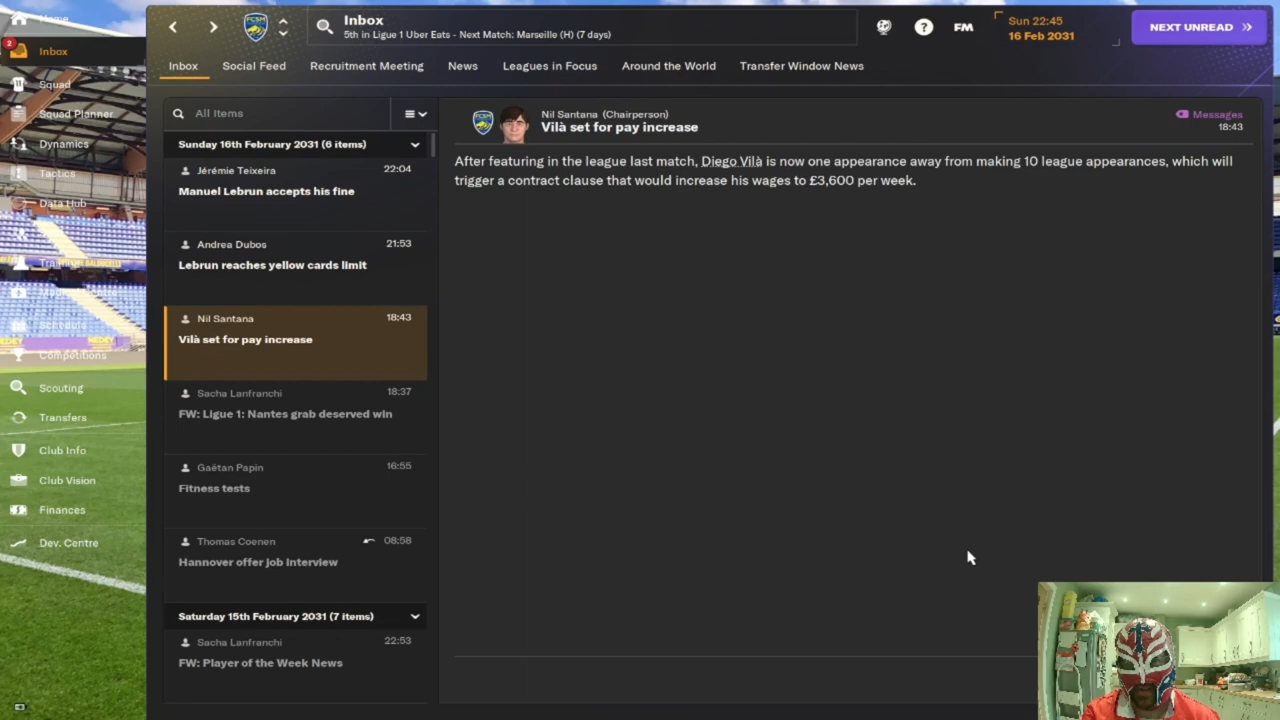 Home
2
Inbox
Squad
Squad Planner
Dynamics
Tactics
Data Hub
Competitions
Scouting
Transfers
Club Info
Club Vision
Finances
Dev. Centre
FCSM
Inbox
5th in Ligue 1 Uber Eats - Next Match: Marseille (H) (7 days)
?
FM
Sun 22:45
16 Feb 2031
NEXT UNREAD
Inbox
Social Feed
Recruitment Meeting
News
Leagues in Focus
Around the World
Transfer Window News
All Items
Sunday 16th February 2031 (6 items)
Jérémie Teixeira 22:04
Manuel Lebrun accepts his fine
Andrea Dubos 21:53
Lebrun reaches yellow cards limit
Nil Santana 18:43
Vilà set for pay increase
Sacha Lanfranchi 18:37
FW: Ligue 1: Nantes grab deserved win
Gaëtan Papin 16:55
Fitness tests
Thomas Coenen 08:58
Hannover offer job interview
Saturday 15th February 2031 (7 items)
Sacha Lanfranchi 22:53
FW: Player of the Week News
FCSM
Nil Santana (Chairperson)
Vilà set for pay increase
Messages
18:43
After featuring in the league last match, Diego Vilà is now one appearance away from making 10 league appearances, which will
trigger a contract clause that would increase his wages to £3,600 per week.